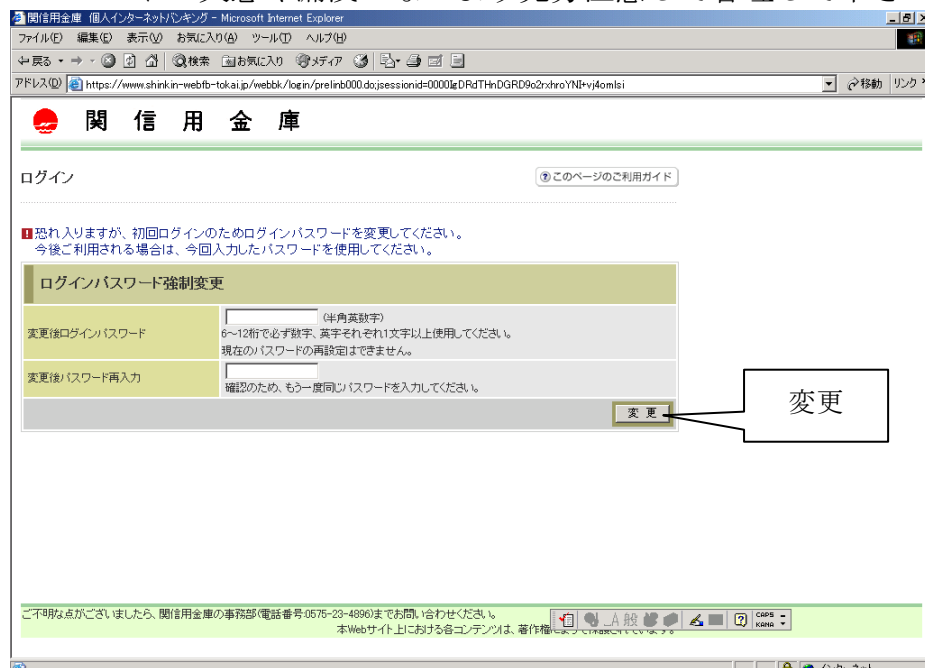 関信用金庫 個人インターネットバンキング - Microsoft Internet Explorer
ファイル(F) 編集(E) 表示(V) お気に入り(A) ツール(T) ヘルプ(H)
戻る 検索 お気に入り メディア
アドレス(D) https://www.shinkin-webfb-tokai.jp/webbk/login/prelinb000.do;jsessionid= 移動 リンク
関 信 用 金 庫
ログイン
このページのご利用ガイド
恐れ入りますが、初回ログインのためログインパスワードを変更してください。
今後ご利用される場合は、今回入力したパスワードを使用してください。
ログインパスワード強制変更
変更後ログインパスワード
(半角英数字)
6~12桁で必ず数字、英字それぞれ1文字以上使用してください。
現在のパスワードの再設定はできません。
変更後パスワード再入力
確認のため、もう一度同じパスワードを入力してください。
変 更
変更
ご不明な点がございましたら、関信用金庫の事務部(電話番号:0575-23-4896)までお問い合わせください。
本Webサイト上における各コンテンツは、著作権
A 般
CAPS
KANA